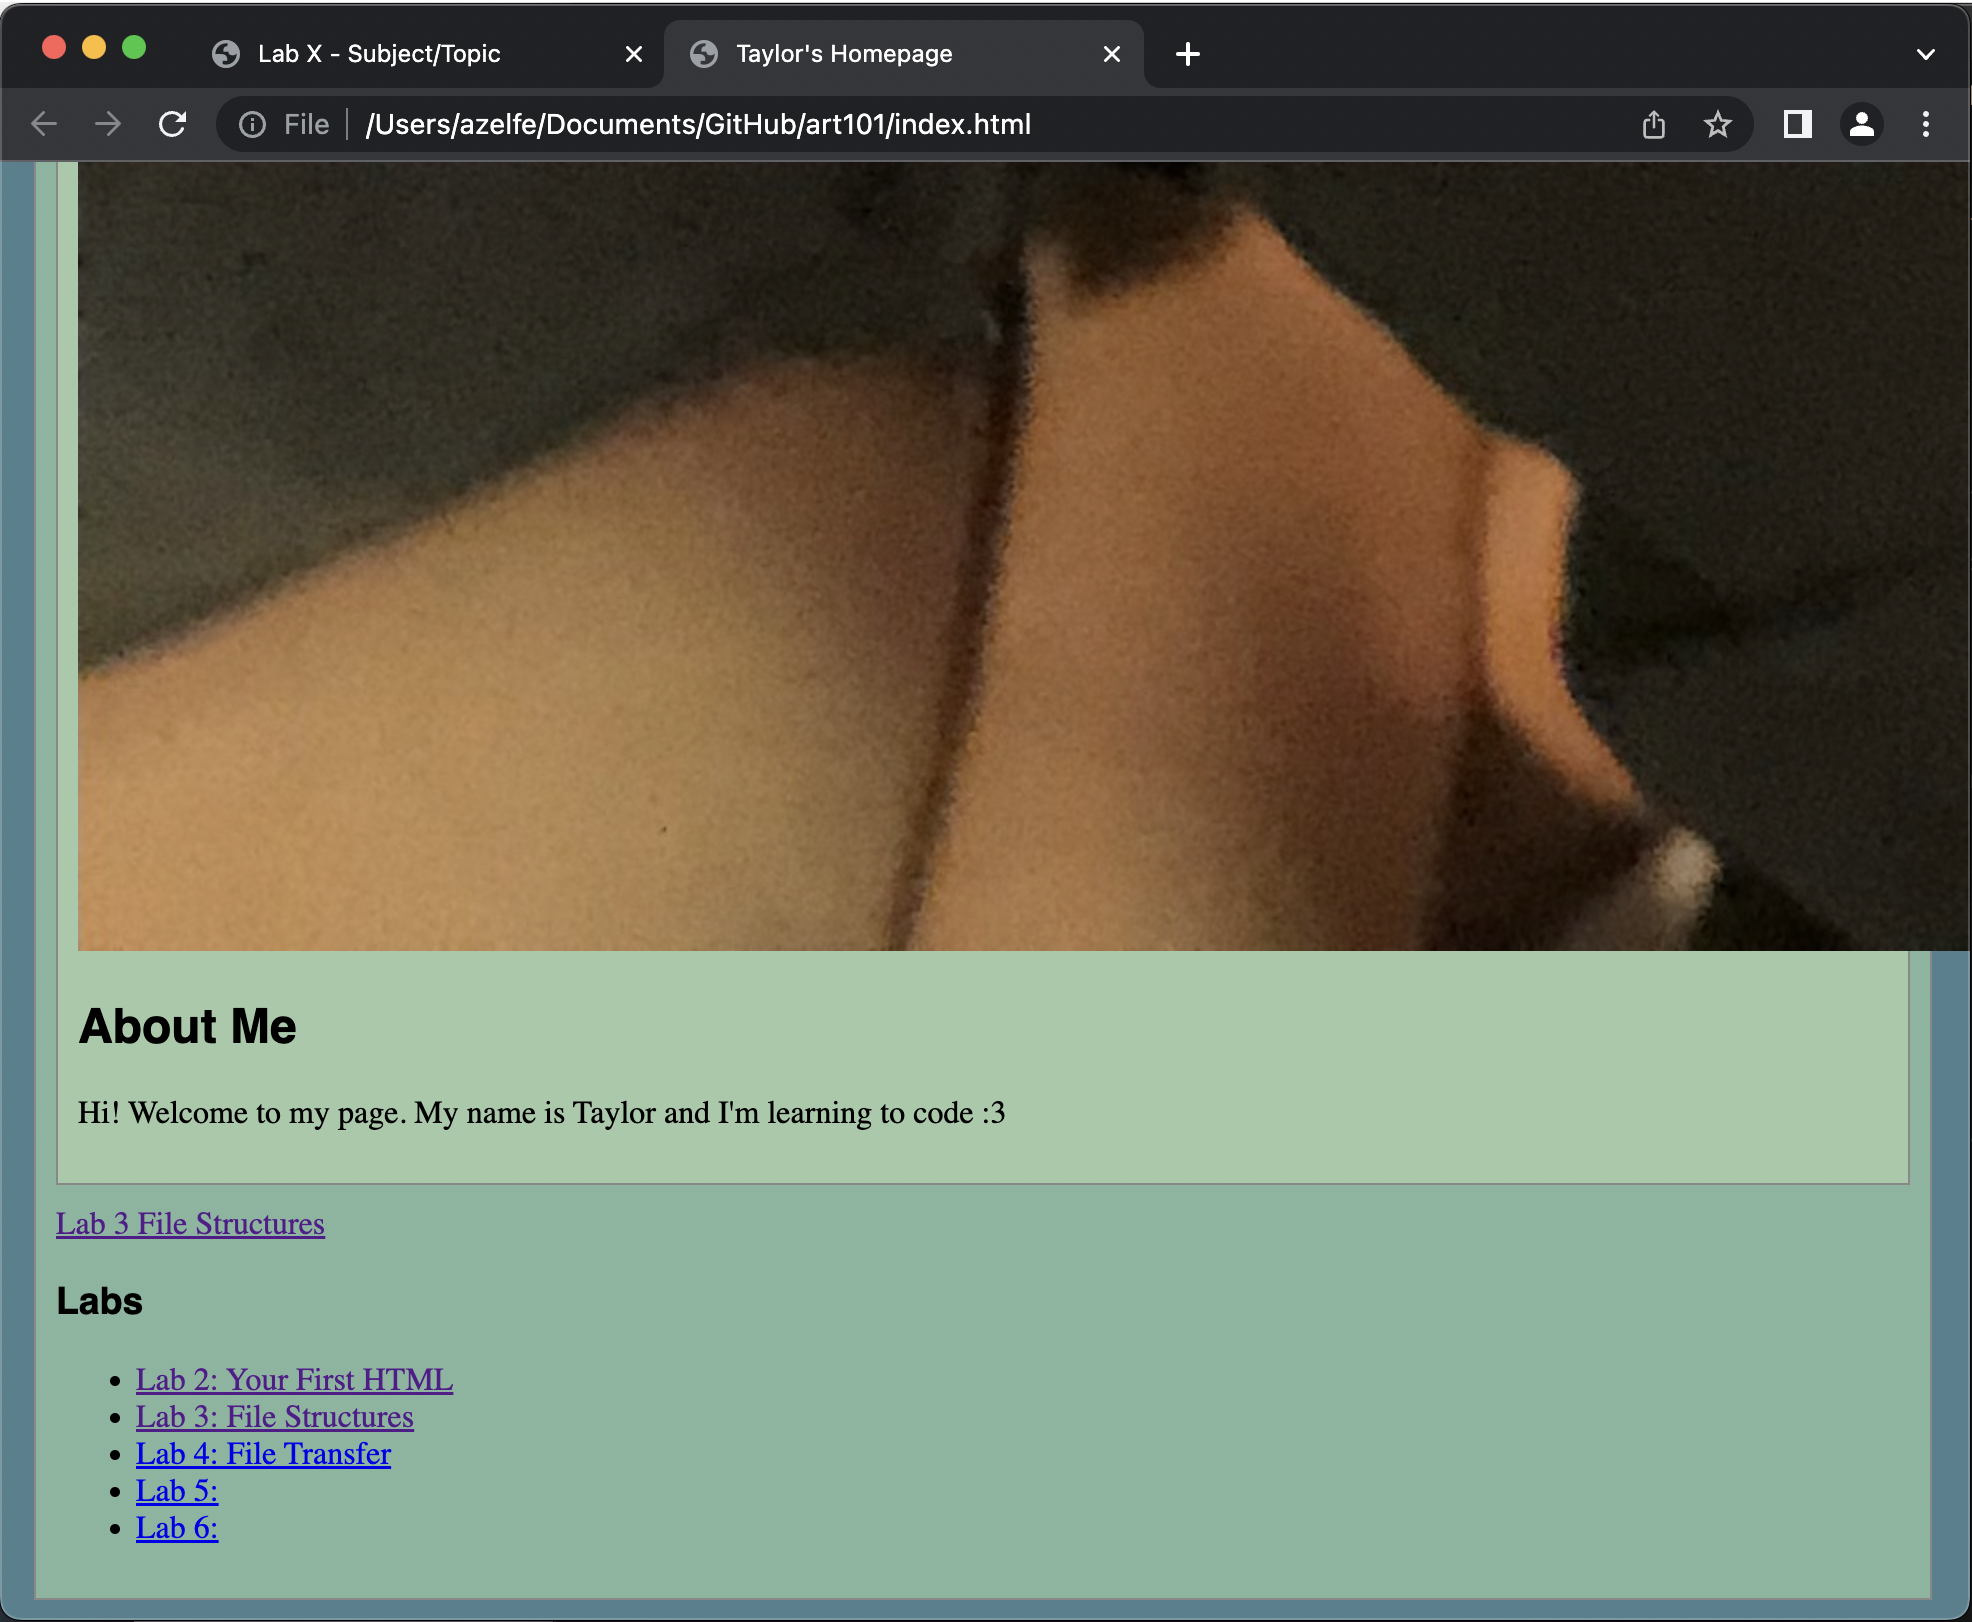 Lab X - Subject/Topic
Taylor's Homepage
File
/Users/azelfe/Documents/GitHub/art101/index.html
About Me
Hi! Welcome to my page. My name is Taylor and I'm learning to code :3
Lab 3 File Structures
Labs
Lab 2: Your First HTML
Lab 3: File Structures
Lab 4: File Transfer
Lab 5:
Lab 6: